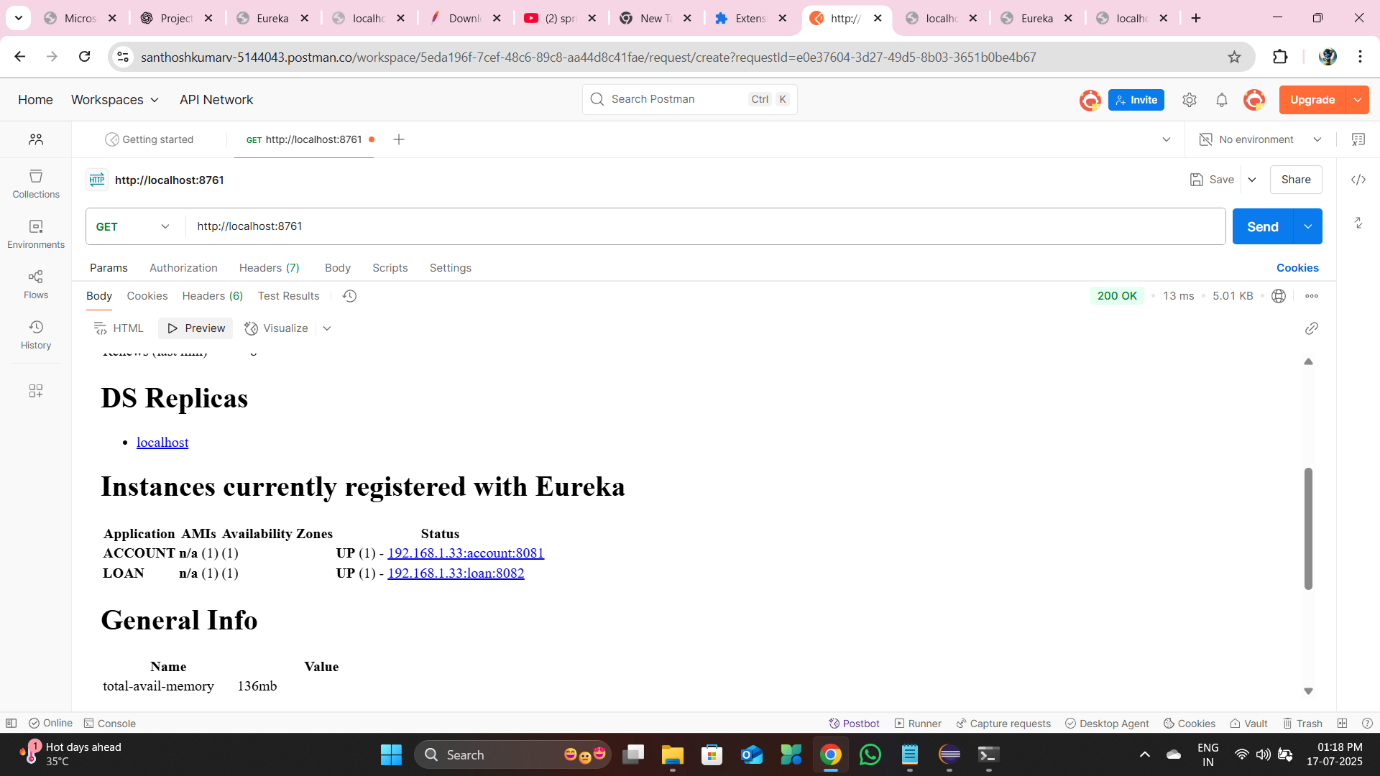 Micros
Project
Eureka
localho
Downl
(2) spr
New Ta
Extens
http://
localho
Eureka
localho
santhoshkumarv-5144043.postman.co/workspace/5eda196f-7cef-48c6-89c8-aa44d8c41fae/request/create?requestId=e0e37604-3d27-49d5-8b03-3651b0be4b67
Home Workspaces API Network Search Postman Ctrl K Invite Upgrade
Getting started GET http://localhost:8761 No environment
HTTP http://localhost:8761 Save Share
Collections
GET http://localhost:8761 Send
Environments
Params Authorization Headers (7) Body Scripts Settings Cookies
Flows
Body Cookies Headers (6) Test Results 200 OK 13 ms 5.01 KB
History
HTML Preview Visualize
DS Replicas
localhost
Instances currently registered with Eureka
Application AMIs Availability Zones Status
ACCOUNT n/a (1) (1) UP (1) - 192.168.1.33:account:8081
LOAN n/a (1) (1) UP (1) - 192.168.1.33:loan:8082
General Info
Name Value
total-avail-memory 136mb
Online Console Postbot Runner Capture requests Desktop Agent Cookies Vault Trash
1 Hot days ahead
35°C
Search
ENG
IN
01:18 PM
17-07-2025